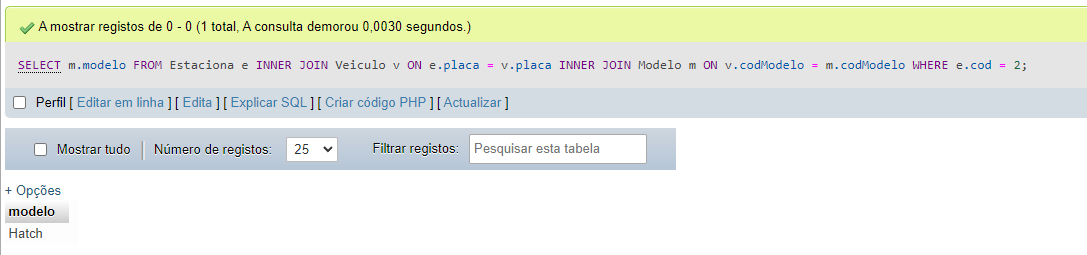 A mostrar registos de 0 - 0 (1 total, A consulta demorou 0,0030 segundos.)
SELECT m.modelo FROM Estaciona e INNER JOIN Veiculo v ON e.placa = v.placa INNER JOIN Modelo m ON v.codModelo = m.codModelo WHERE e.cod = 2;
Perfil [ Editar em linha ] [ Edita ] [ Explicar SQL ] [ Criar código PHP ] [ Actualizar ]
Mostrar tudo Número de registos: 25 Filtrar registos: Pesquisar esta tabela
+ Opções
modelo
Hatch